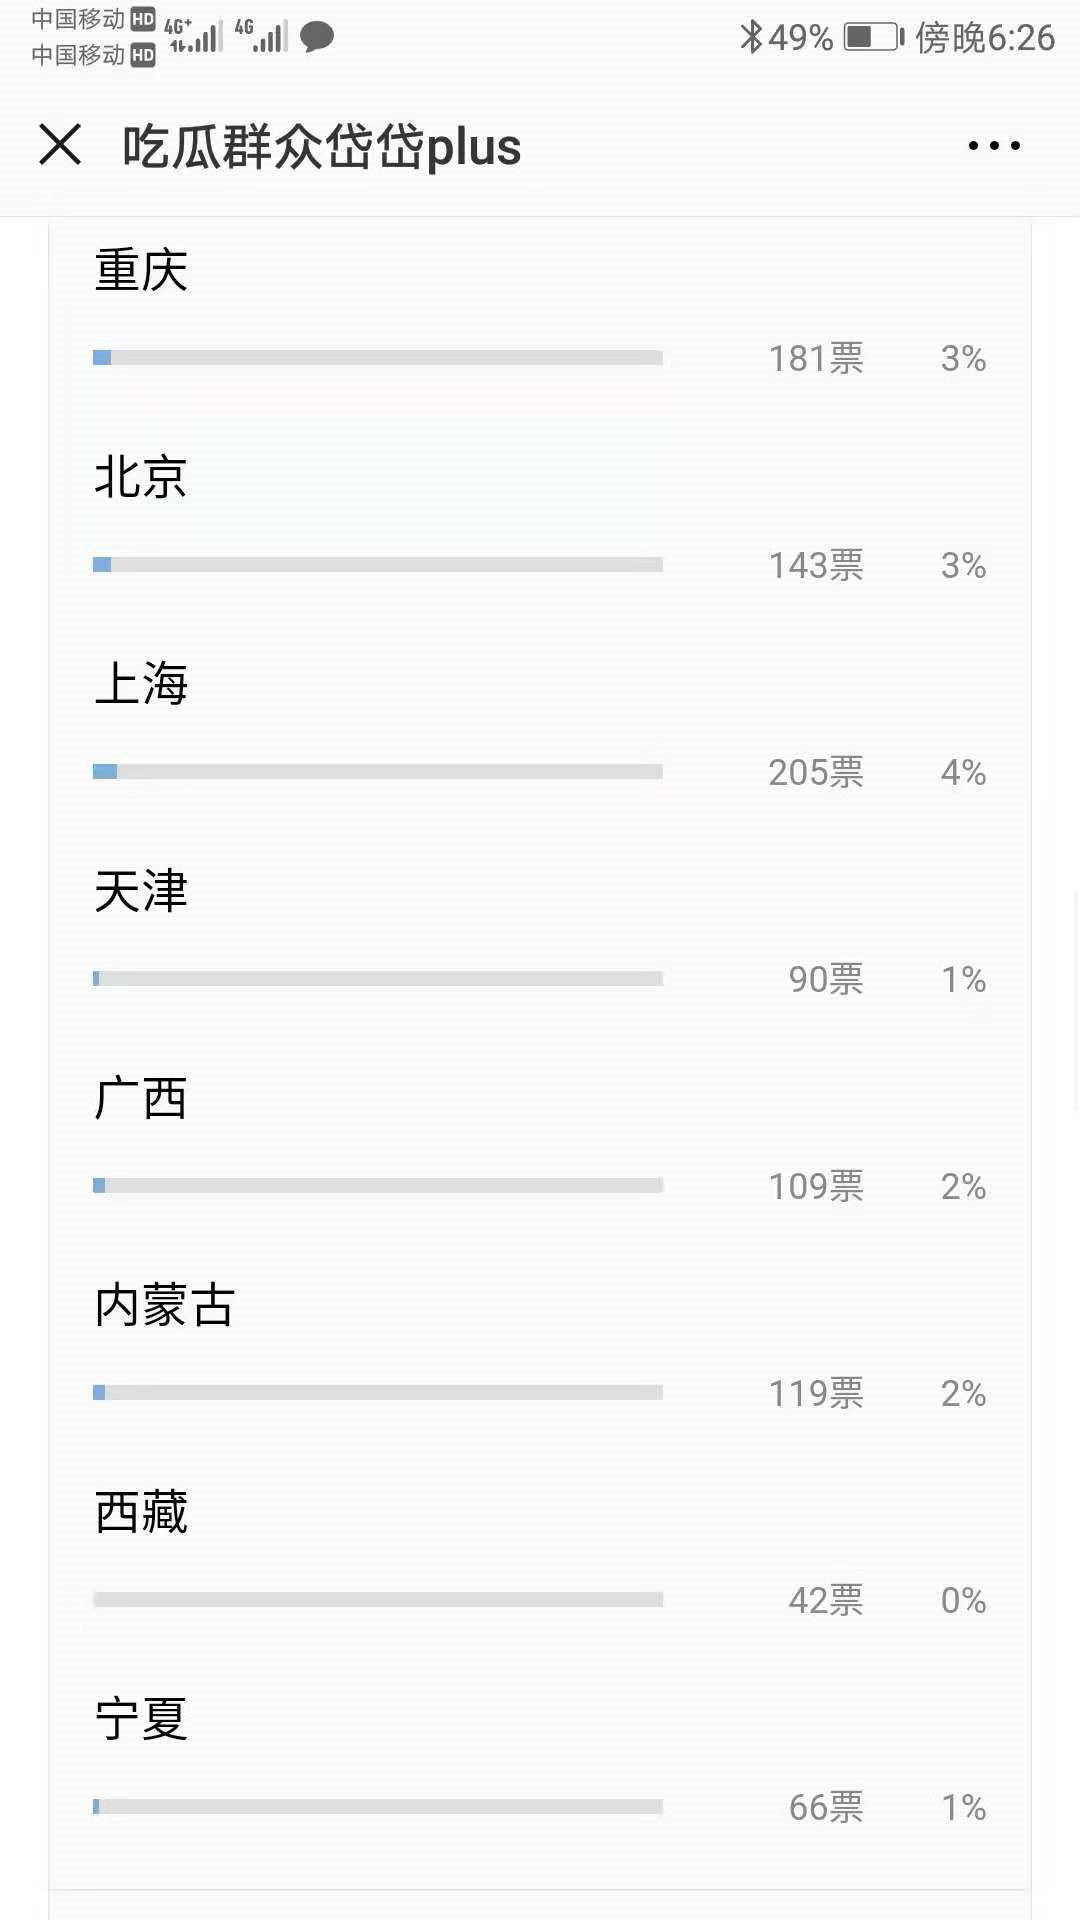 中国移动 HD 4G+ 4G 49% 傍晚6:26
中国移动 HD
吃瓜群众岱岱plus
重庆
181票 3%
北京
143票 3%
上海
205票 4%
天津
90票 1%
广西
109票 2%
内蒙古
119票 2%
西藏
42票 0%
宁夏
66票 1%